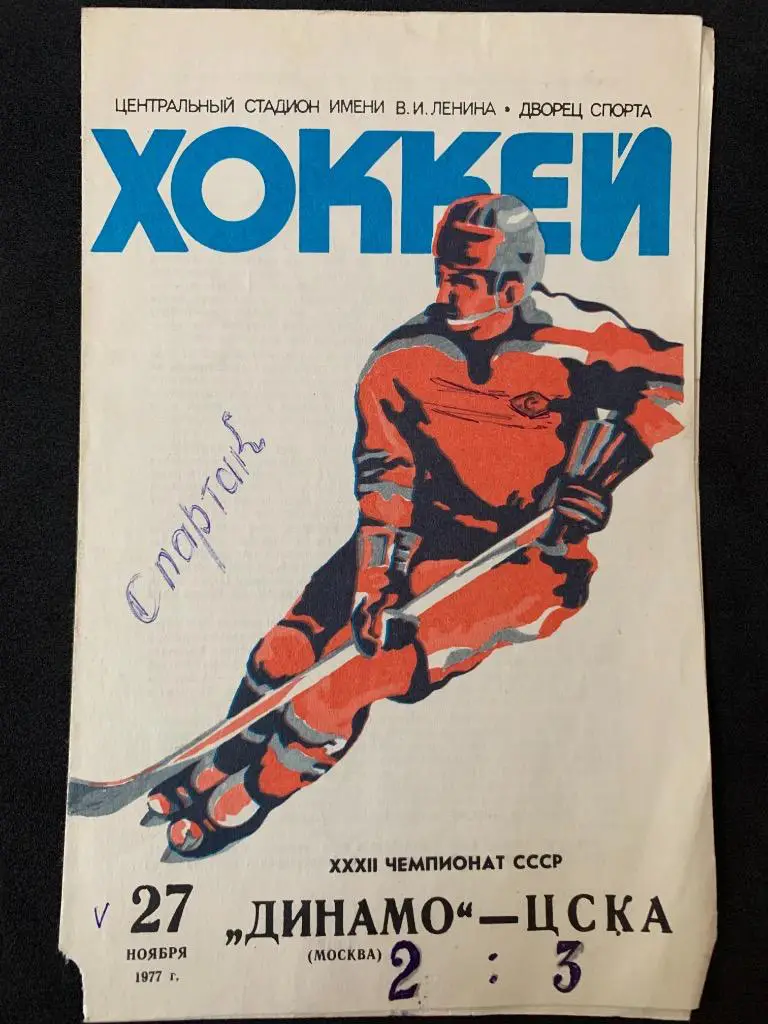 ЦЕНТРАЛЬНЫЙ СТАДИОН ИМЕНИ В.И.ЛЕНИНА • ДВОРЕЦ СПОРТА
ХОККЕЙ
С
Спартак
XXXII ЧЕМПИОНАТ СССР
V 27 „ДИНАМО“—ЦСКА
НОЯБРЯ (МОСКВА) 2 : 3
1977 г.